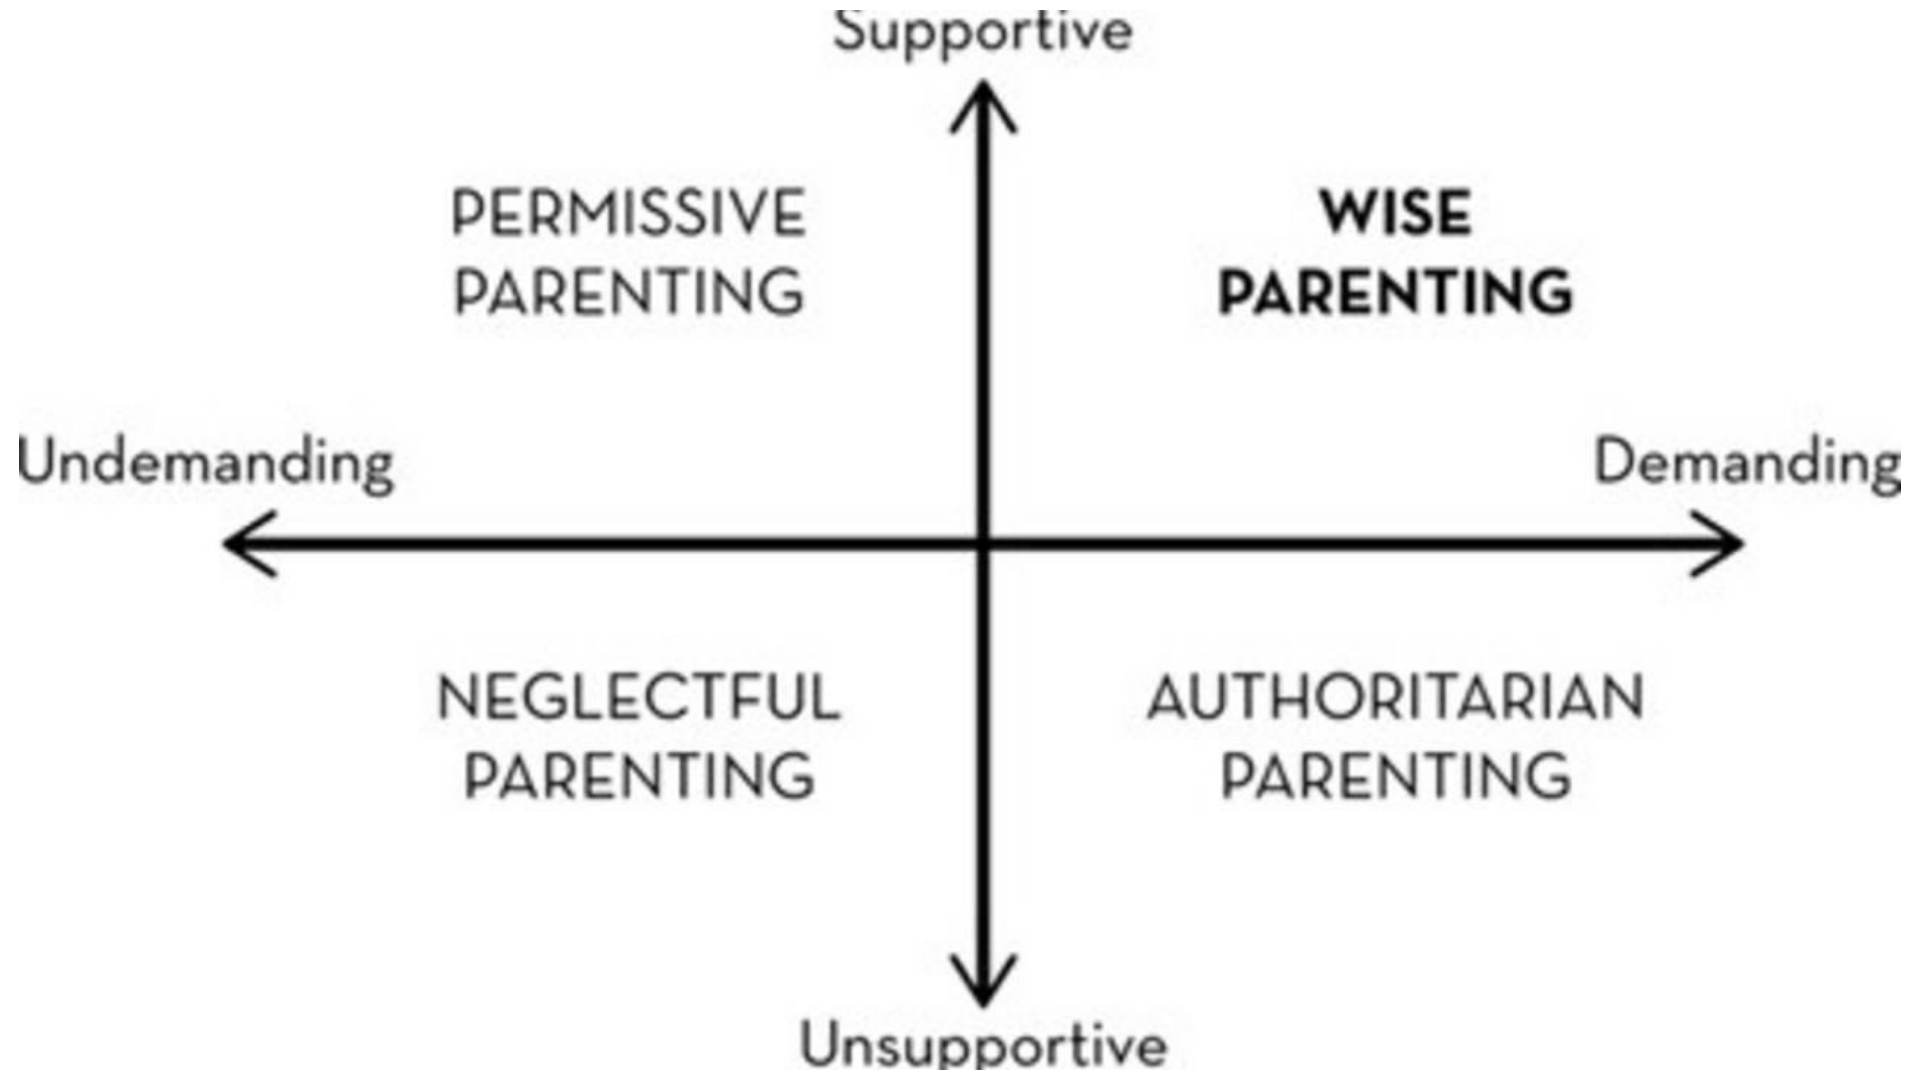 Supportive
PERMISSIVE
PARENTING
WISE
PARENTING
Undemanding
Demanding
NEGLECTFUL
PARENTING
AUTHORITARIAN
PARENTING
Unsupportive